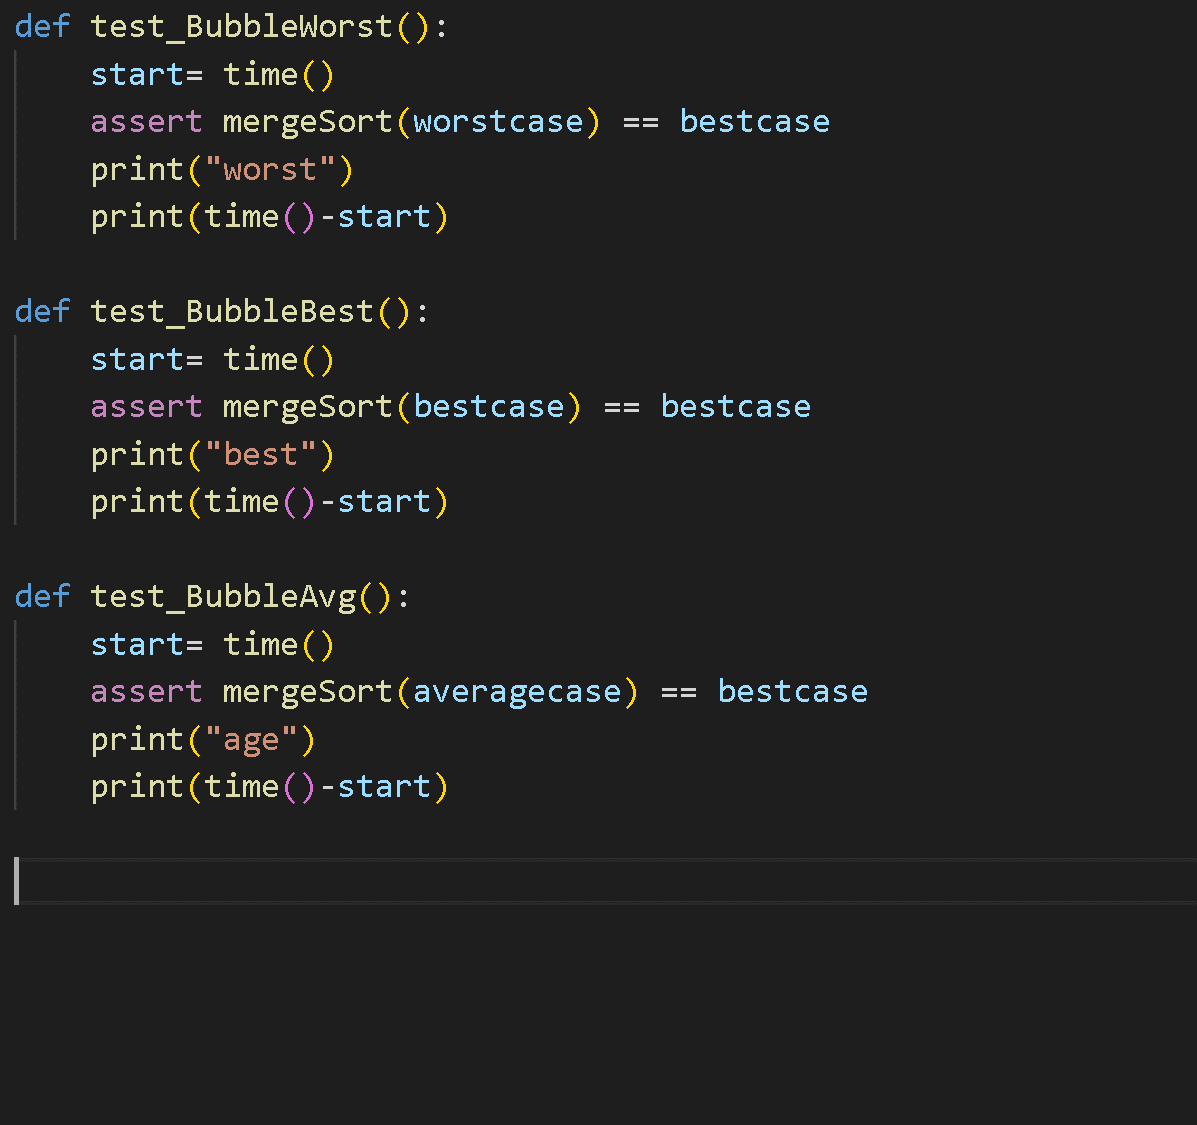 def test_BubbleWorst():
    start= time()
    assert mergeSort(worstcase) == bestcase
    print("worst")
    print(time()-start)

def test_BubbleBest():
    start= time()
    assert mergeSort(bestcase) == bestcase
    print("best")
    print(time()-start)

def test_BubbleAvg():
    start= time()
    assert mergeSort(averagecase) == bestcase
    print("age")
    print(time()-start)